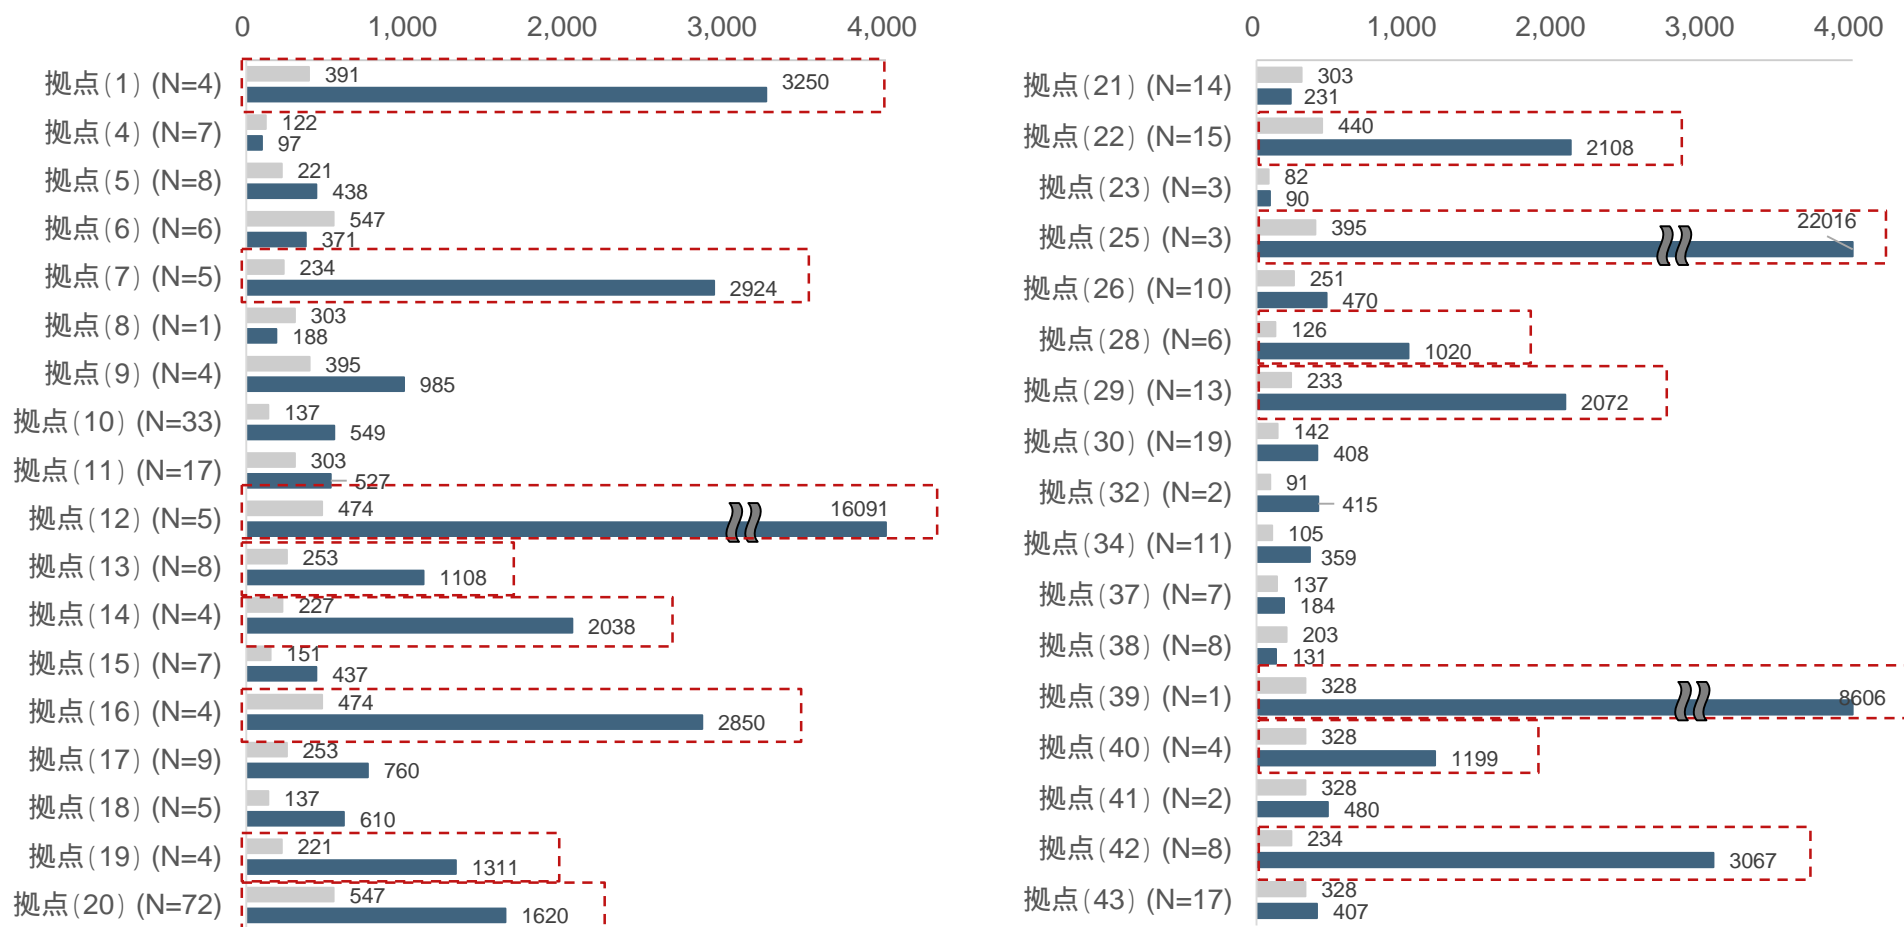 0 1,000 2,000 3,000 4,000
拠点(1) (N=4) 391 3250
拠点(4) (N=7) 122 97
拠点(5) (N=8) 221 438
拠点(6) (N=6) 547 371
拠点(7) (N=5) 234 2924
拠点(8) (N=1) 303 188
拠点(9) (N=4) 395 985
拠点(10) (N=33) 137 549
拠点(11) (N=17) 303 527
拠点(12) (N=5) 474 16091
拠点(13) (N=8) 253 1108
拠点(14) (N=4) 227 2038
拠点(15) (N=7) 151 437
拠点(16) (N=4) 474 2850
拠点(17) (N=9) 253 760
拠点(18) (N=5) 137 610
拠点(19) (N=4) 221 1311
拠点(20) (N=72) 547 1620
0 1,000 2,000 3,000 4,000
拠点(21) (N=14) 303 231
拠点(22) (N=15) 440 2108
拠点(23) (N=3) 82 90
拠点(25) (N=3) 395 22016
拠点(26) (N=10) 251 470
拠点(28) (N=6) 126 1020
拠点(29) (N=13) 233 2072
拠点(30) (N=19) 142 408
拠点(32) (N=2) 91 415
拠点(34) (N=11) 105 359
拠点(37) (N=7) 137 184
拠点(38) (N=8) 203 131
拠点(39) (N=1) 328 8606
拠点(40) (N=4) 328 1199
拠点(41) (N=2) 328 480
拠点(42) (N=8) 234 3067
拠点(43) (N=17) 328 407